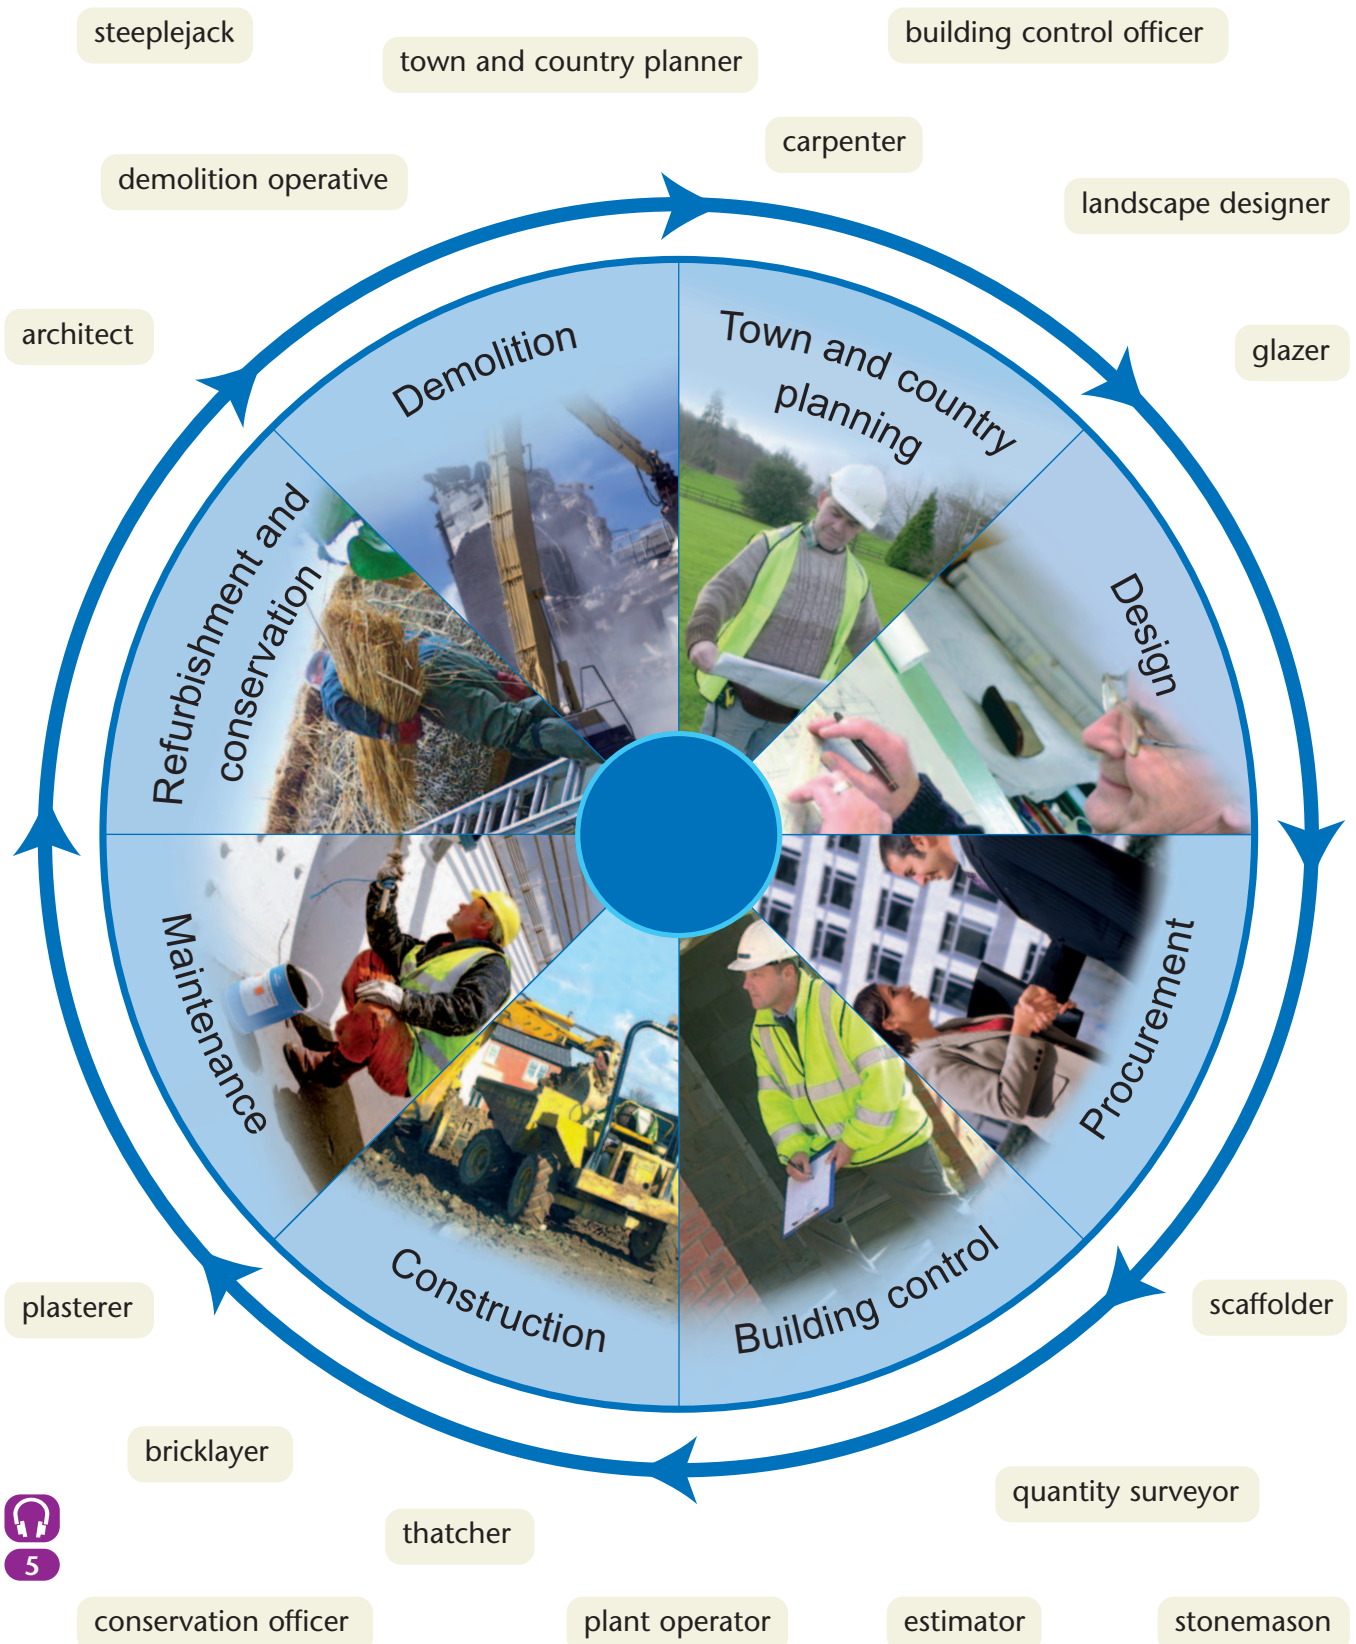 steeplejack
town and country planner
building control officer
carpenter
demolition operative
landscape designer
architect
glazer
Demolition
Town and country
planning
Refurbishment and
conservation
Design
Maintenance
Procurement
Construction
Building control
plasterer
scaffolder
bricklayer
quantity surveyor
thatcher
5
conservation officer
plant operator
estimator
stonemason